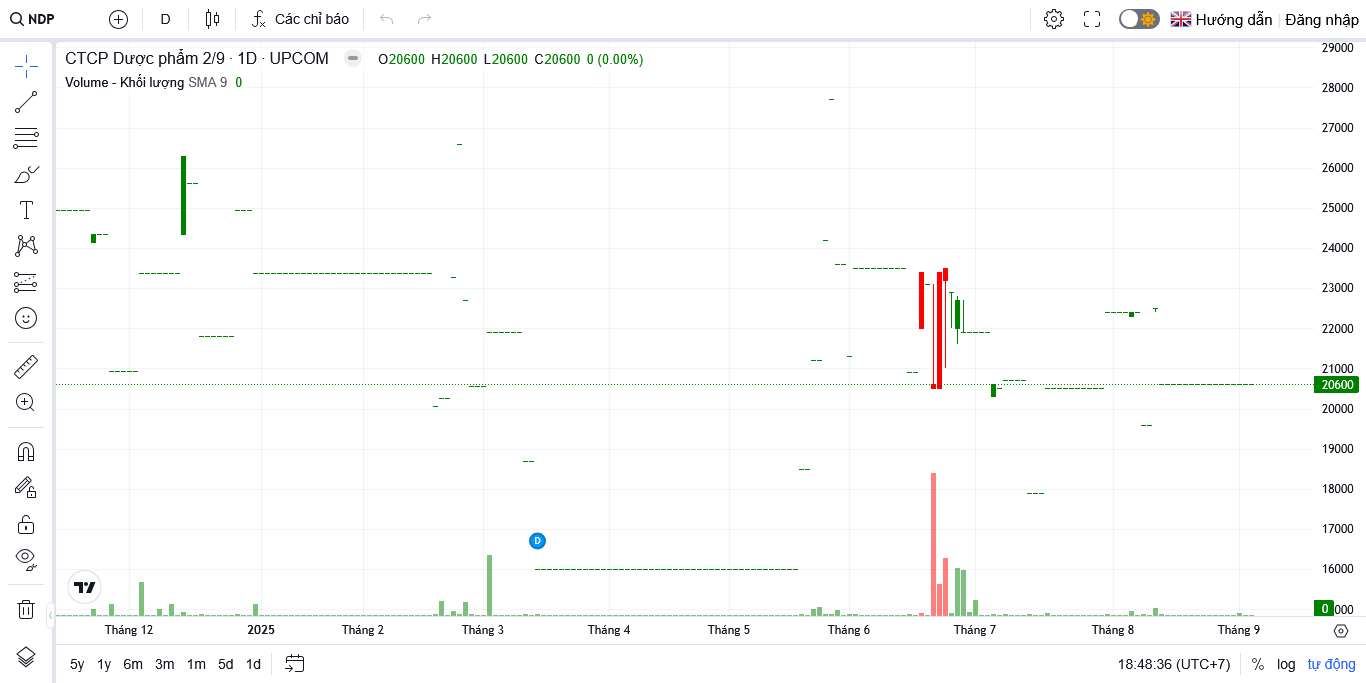 NDP D Các chỉ báo Hướng dẫn Đăng nhập
CTCP Dược phẩm 2/9 · 1D · UPCOM O20600 H20600 L20600 C20600 0 (0.00%)
Volume - Khối lượng SMA 9 0
29000
28000
27000
26000
25000
24000
23000
22000
21000
20600
20000
19000
18000
17000
D
16000
0 000
Tháng 12 2025 Tháng 2 Tháng 3 Tháng 4 Tháng 5 Tháng 6 Tháng 7 Tháng 8 Tháng 9
5y 1y 6m 3m 1m 5d 1d 18:48:36 (UTC+7) % log tự động